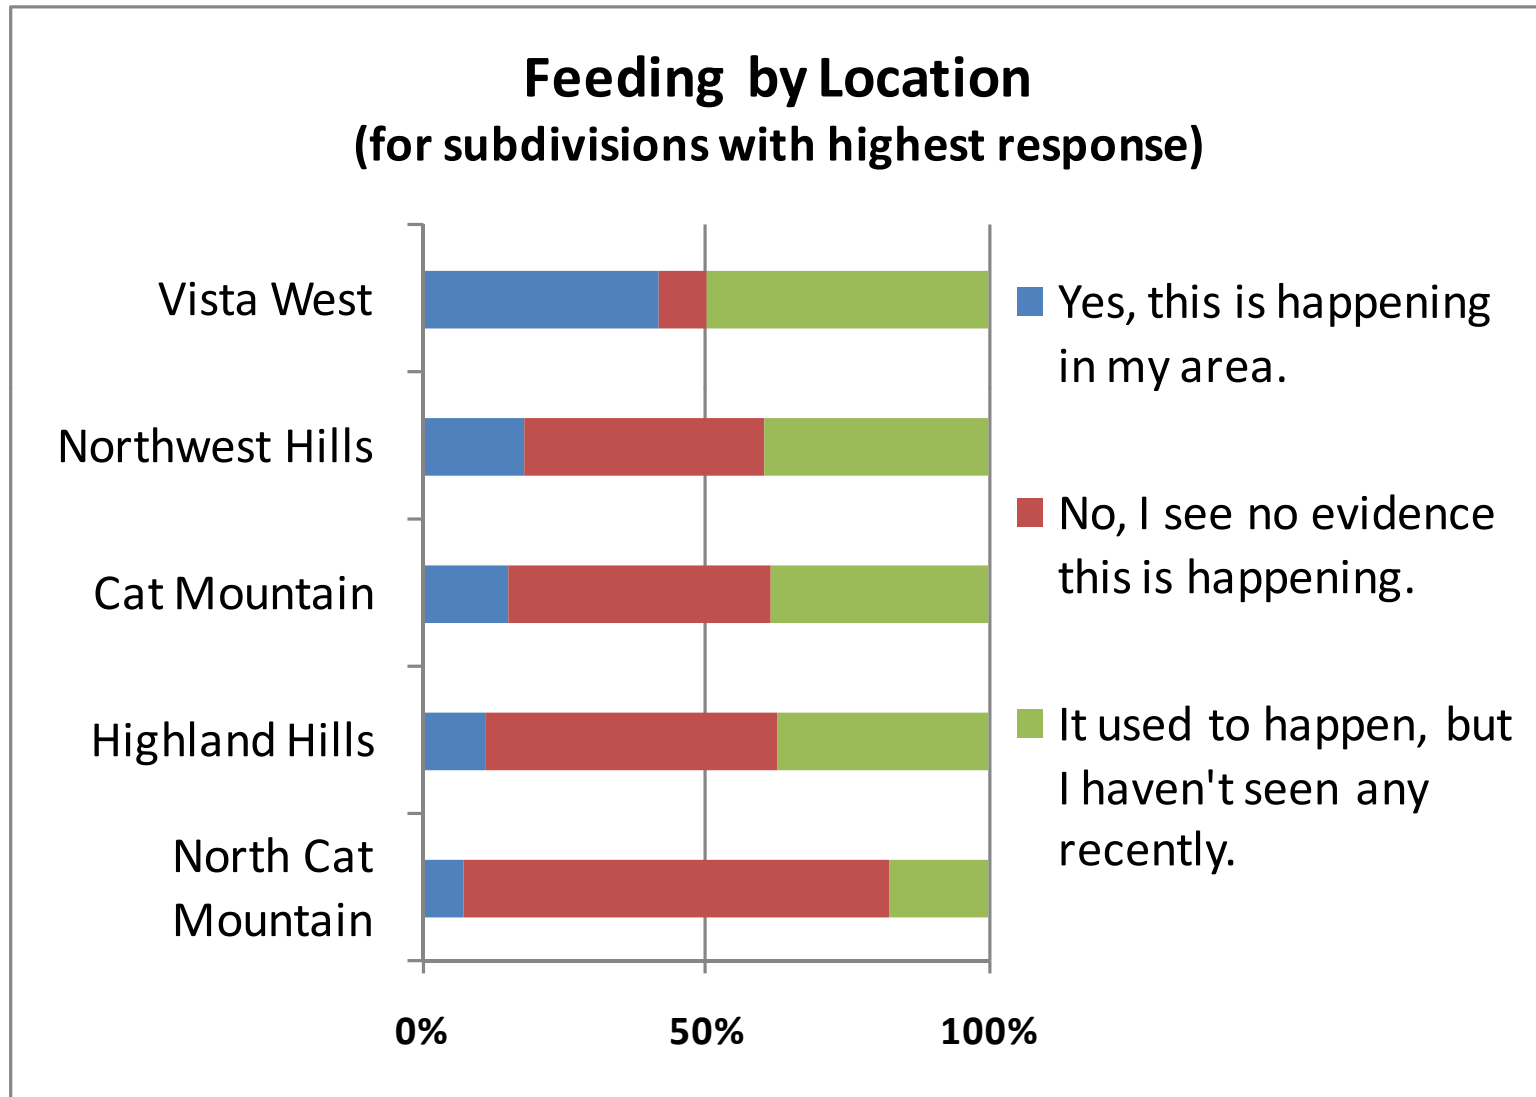 Feeding by Location
(for subdivisions with highest response)
Vista West
Northwest Hills
Cat Mountain
Highland Hills
North Cat
Mountain
0%
50%
100%
Yes, this is happening
in my area.
No, I see no evidence
this is happening.
It used to happen, but
I haven't seen any
recently.